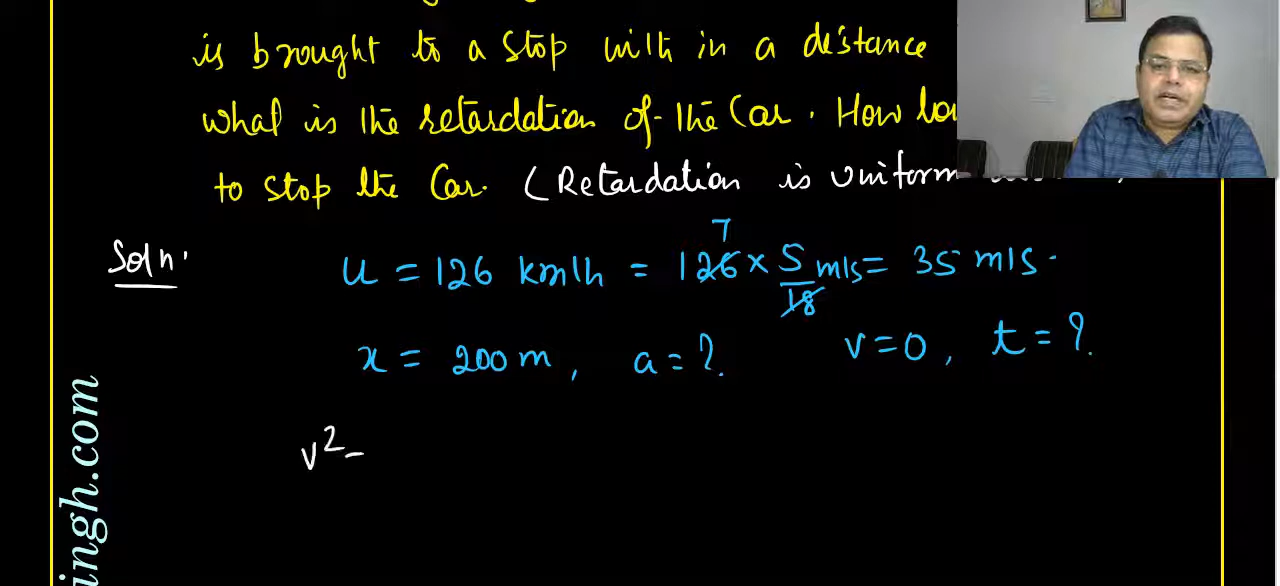 is brought to a stop with in a distance
what is the retardation of the Car. How
to stop the Car. (Retardation is uniform
Soln.
u = 126 km/h = 126 × 5/18 m/s = 35 m/s.
7
x = 200 m, a = ?. v = 0, t = ?.
v² -
ingh.com